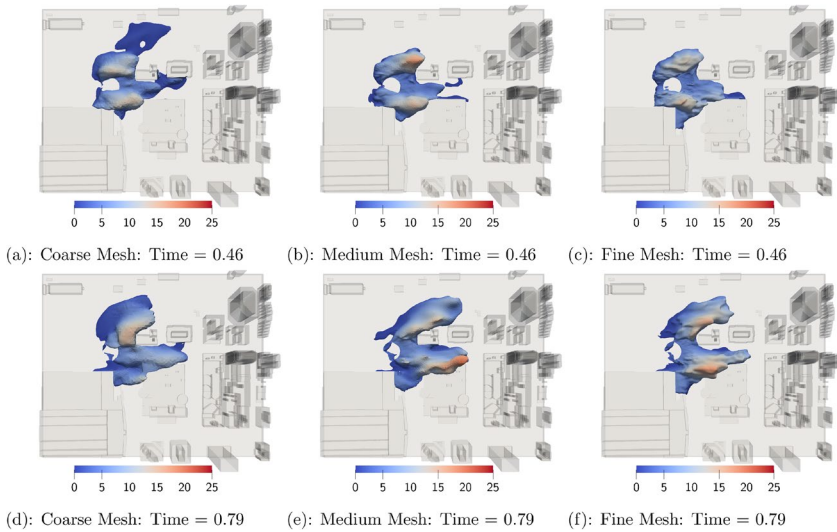 0 5 10 15 20 25 0 5 10 15 20 25 0 5 10 15 20 25
(a): Coarse Mesh: Time = 0.46 (b): Medium Mesh: Time = 0.46 (c): Fine Mesh: Time = 0.46
0 5 10 15 20 25 0 5 10 15 20 25 0 5 10 15 20 25
(d): Coarse Mesh: Time = 0.79 (e): Medium Mesh: Time = 0.79 (f): Fine Mesh: Time = 0.79